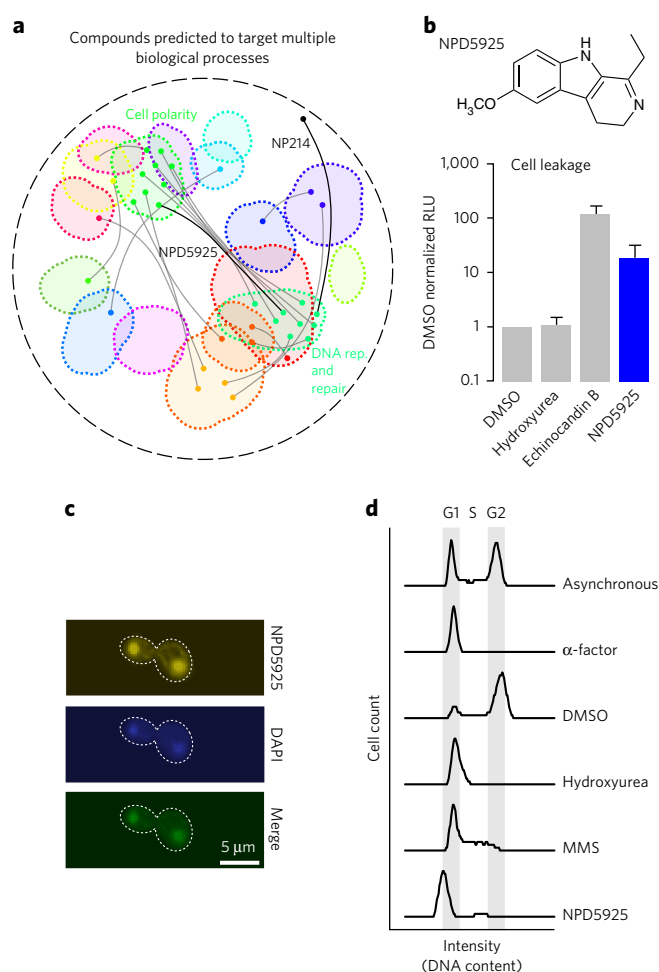 a
Compounds predicted to target multiple
biological processes
Cell polarity
NP214
NPD5925
DNA rep.
and
repair
b
NPD5925
NH
N
H₃CO
Cell leakage
DMSO normalized RLU
1,000
100
10
1
0.1
DMSO
Hydroxyurea
Echinocandin B
NPD5925
c
NPD5925
DAPI
Merge
5 μm
d
G1 S G2
Asynchronous
α-factor
DMSO
Hydroxyurea
MMS
NPD5925
Cell count
Intensity
(DNA content)